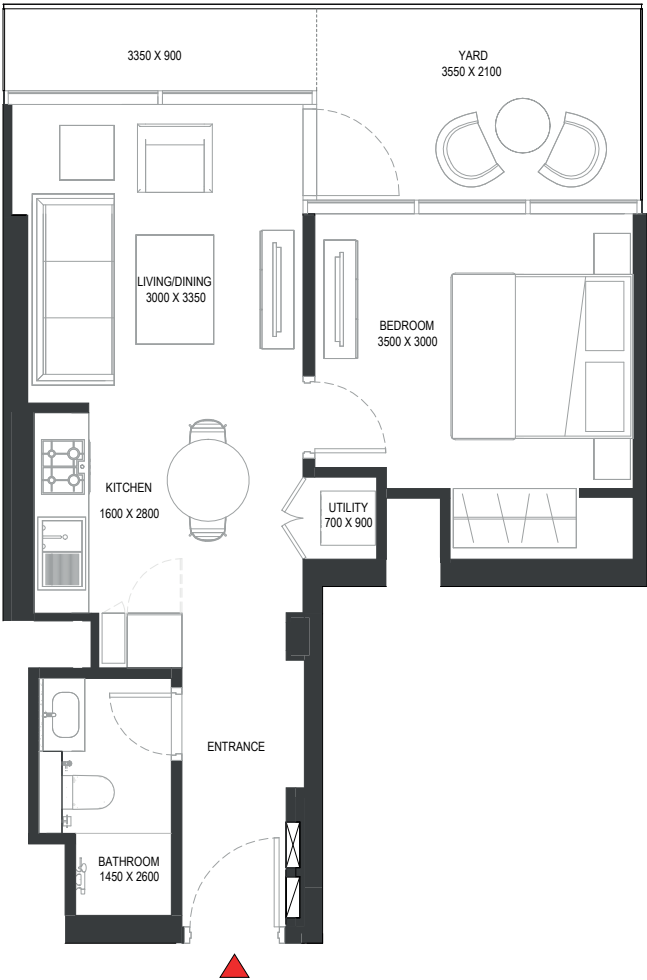 3350 X 900
YARD
3550 X 2100
LIVING/DINING
3000 X 3350
BEDROOM
3500 X 3000
KITCHEN
1600 X 2800
UTILITY
700 X 900
ENTRANCE
BATHROOM
1450 X 2600